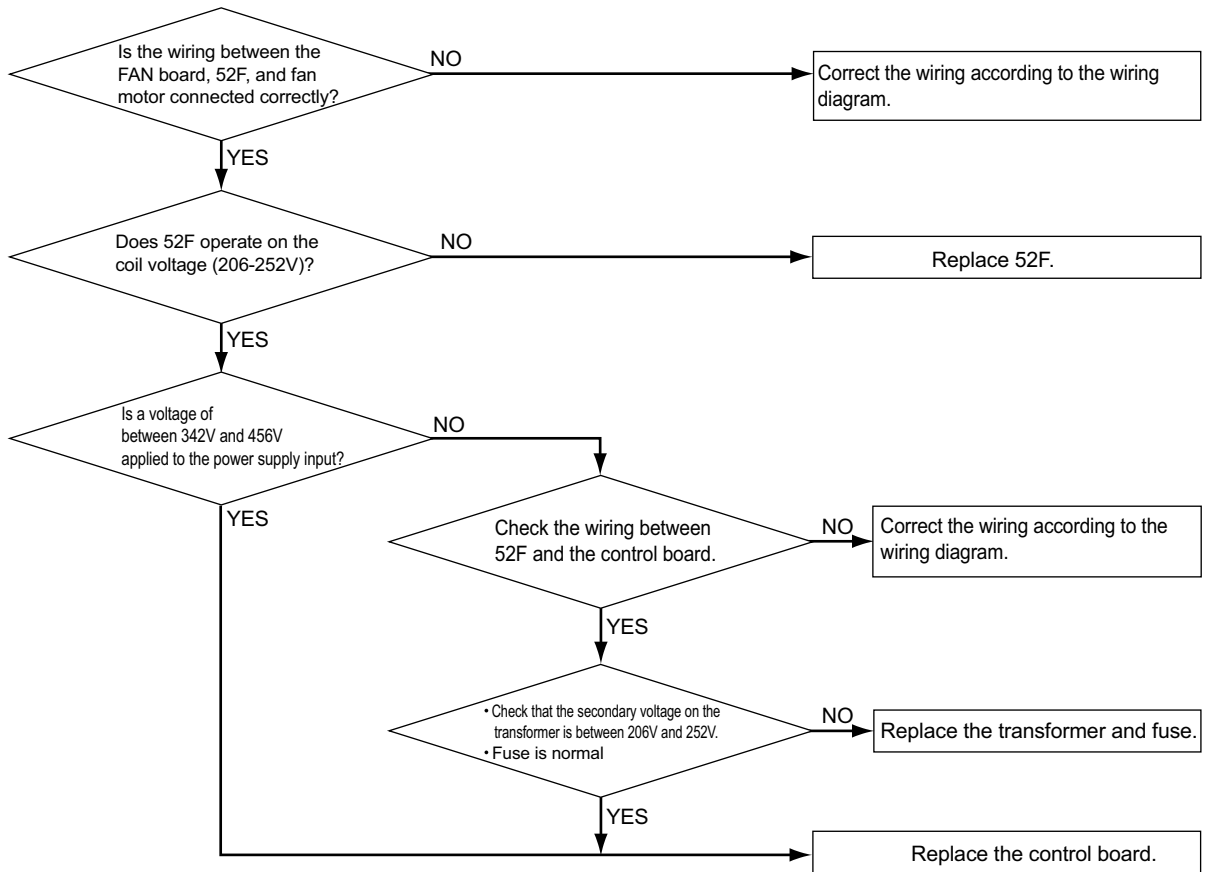 Is the wiring between the
FAN board, 52F, and fan
motor connected correctly?
NO
Correct the wiring according to the wiring
diagram.
YES
Does 52F operate on the
coil voltage (206-252V)?
NO
Replace 52F.
YES
Is a voltage of
between 342V and 456V
applied to the power supply input?
NO
YES
Check the wiring between
52F and the control board.
NO
Correct the wiring according to the
wiring diagram.
YES
• Check that the secondary voltage on the
transformer is between 206V and 252V.
• Fuse is normal
NO
Replace the transformer and fuse.
YES
Replace the control board.